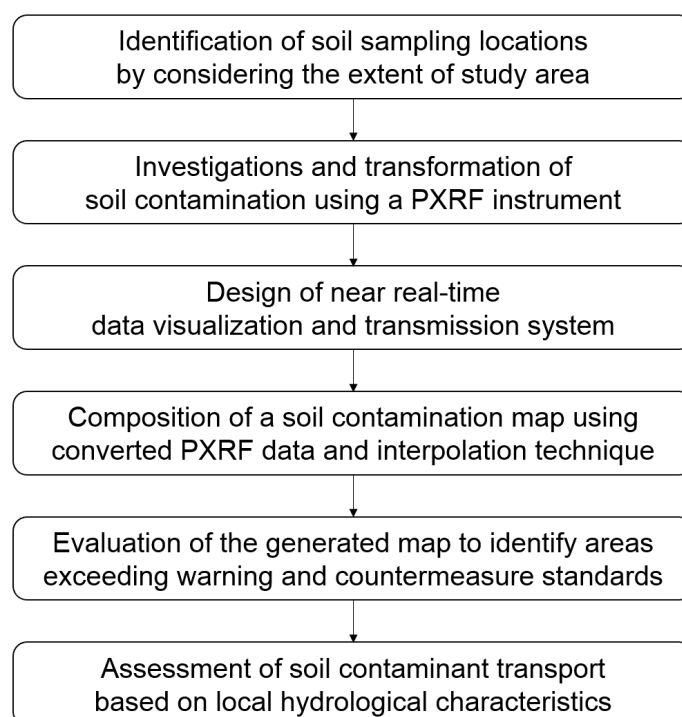 Identification of soil sampling locations
by considering the extent of study area
Investigations and transformation of
soil contamination using a PXRF instrument
Design of near real-time
data visualization and transmission system
Composition of a soil contamination map using
converted PXRF data and interpolation technique
Evaluation of the generated map to identify areas
exceeding warning and countermeasure standards
Assessment of soil contaminant transport
based on local hydrological characteristics